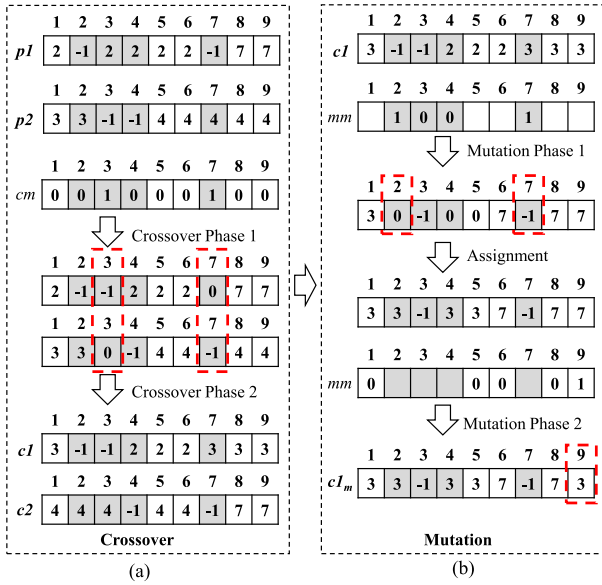 1 2 3 4 5 6 7 8 9
p1 2 -1 2 2 2 2 -1 7 7
1 2 3 4 5 6 7 8 9
p2 3 3 -1 -1 4 4 4 4 4
1 2 3 4 5 6 7 8 9
cm 0 0 1 0 0 0 1 0 0
Crossover Phase 1
1 2 3 4 5 6 7 8 9
2 -1 -1 2 2 2 0 7 7
1 2 3 4 5 6 7 8 9
3 3 0 -1 4 4 -1 4 4
Crossover Phase 2
1 2 3 4 5 6 7 8 9
c1 3 -1 -1 2 2 2 3 3 3
1 2 3 4 5 6 7 8 9
c2 4 4 4 -1 4 4 -1 7 7
Crossover
(a)
1 2 3 4 5 6 7 8 9
c1 3 -1 -1 2 2 2 3 3 3
1 2 3 4 5 6 7 8 9
mm 1 0 0 1
Mutation Phase 1
1 2 3 4 5 6 7 8 9
3 0 -1 0 0 7 -1 7 7
Assignment
1 2 3 4 5 6 7 8 9
3 3 -1 3 3 7 -1 7 7
1 2 3 4 5 6 7 8 9
mm 0 0 0 0 1
Mutation Phase 2
1 2 3 4 5 6 7 8 9
c1m 3 3 -1 3 3 7 -1 7 3
Mutation
(b)